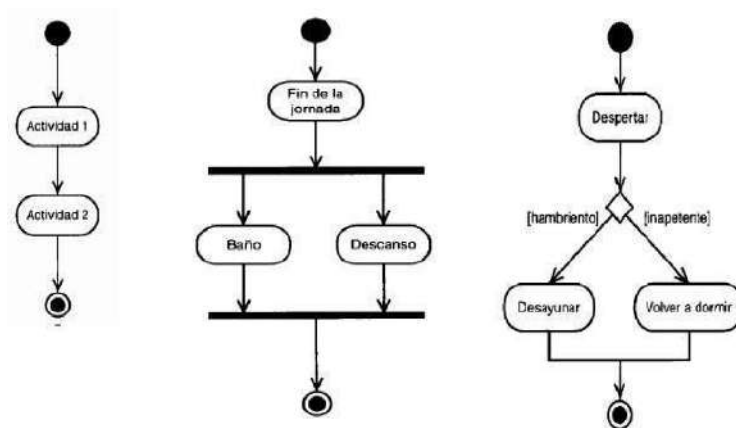 Actividad 1
Actividad 2
Fin de la
jornada
Baño
Descanso
Despertar
[hambriento]
[inapetente]
Desayunar
Volver a dormir